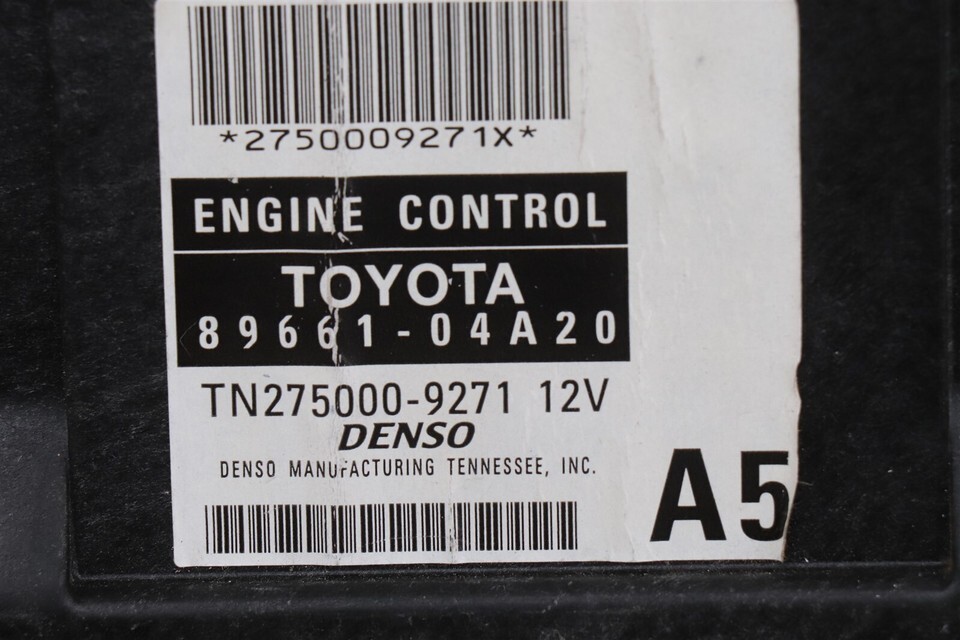 *2750009271X*
ENGINE CONTROL
TOYOTA
89661-04A20
TN275000-9271 12V
DENSO
DENSO MANUFACTURING TENNESSEE, INC.
A5